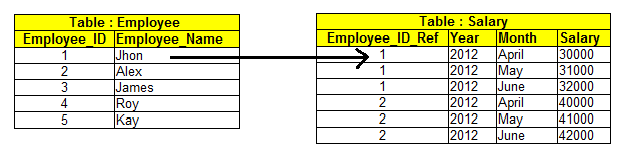 Table : Employee
Employee_ID Employee_Name
1 Jhon
2 Alex
3 James
4 Roy
5 Kay
Table : Salary
Employee_ID_Ref Year Month Salary
1 2012 April 30000
1 2012 May 31000
1 2012 June 32000
2 2012 April 40000
2 2012 May 41000
2 2012 June 42000